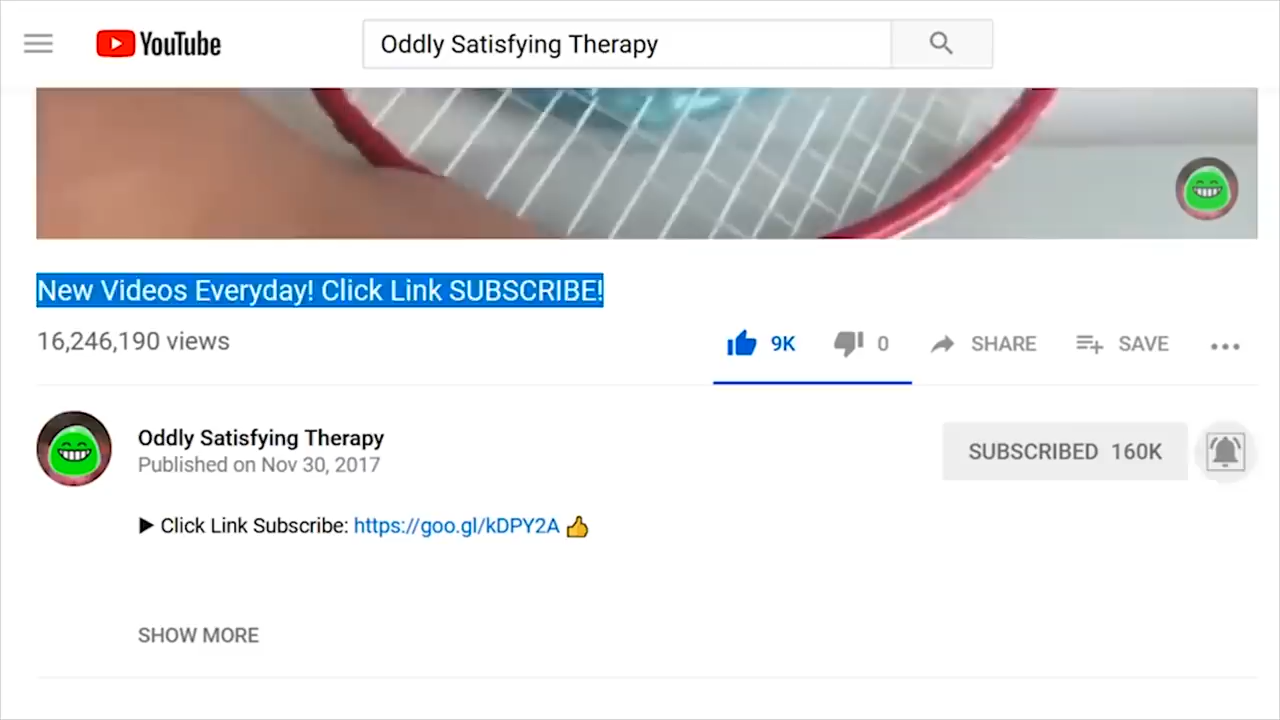 YouTube
Oddly Satisfying Therapy
New Videos Everyday! Click Link SUBSCRIBE!
16,246,190 views
9K
0
SHARE
SAVE
Oddly Satisfying Therapy
Published on Nov 30, 2017
SUBSCRIBED 160K
▶ Click Link Subscribe: https://goo.gl/kDPY2A 👍
SHOW MORE